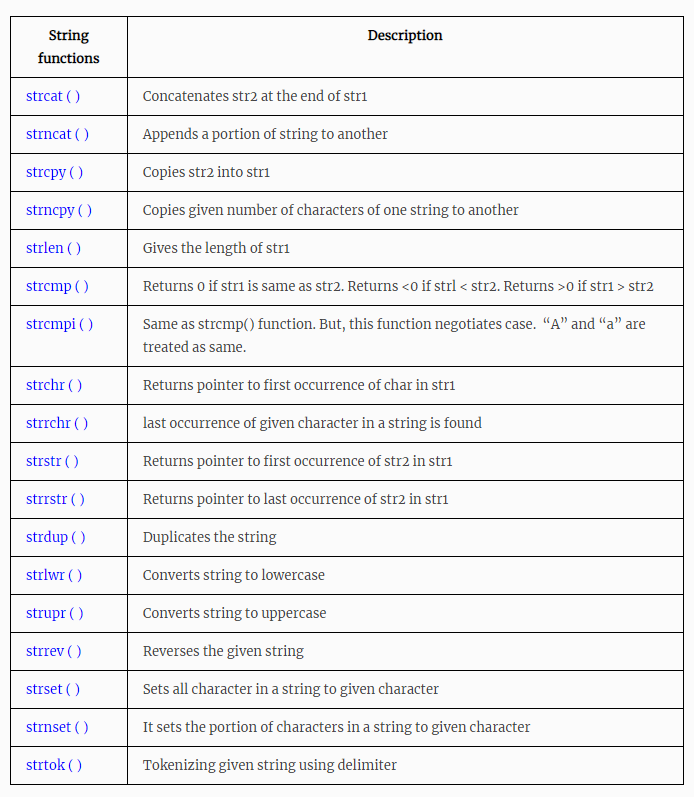 String
functions
Description
strcat ( )
Concatenates str2 at the end of str1
strncat ( )
Appends a portion of string to another
strcpy ( )
Copies str2 into str1
strncpy ( )
Copies given number of characters of one string to another
strlen ( )
Gives the length of str1
strcmp ( )
Returns 0 if str1 is same as str2. Returns <0 if strl < str2. Returns >0 if str1 > str2
strcmpi ( )
Same as strcmp() function. But, this function negotiates case.  “A” and “a” are
treated as same.
strchr ( )
Returns pointer to first occurrence of char in str1
strrchr ( )
last occurrence of given character in a string is found
strstr ( )
Returns pointer to first occurrence of str2 in str1
strrstr ( )
Returns pointer to last occurrence of str2 in str1
strdup ( )
Duplicates the string
strlwr ( )
Converts string to lowercase
strupr ( )
Converts string to uppercase
strrev ( )
Reverses the given string
strset ( )
Sets all character in a string to given character
strnset ( )
It sets the portion of characters in a string to given character
strtok ( )
Tokenizing given string using delimiter